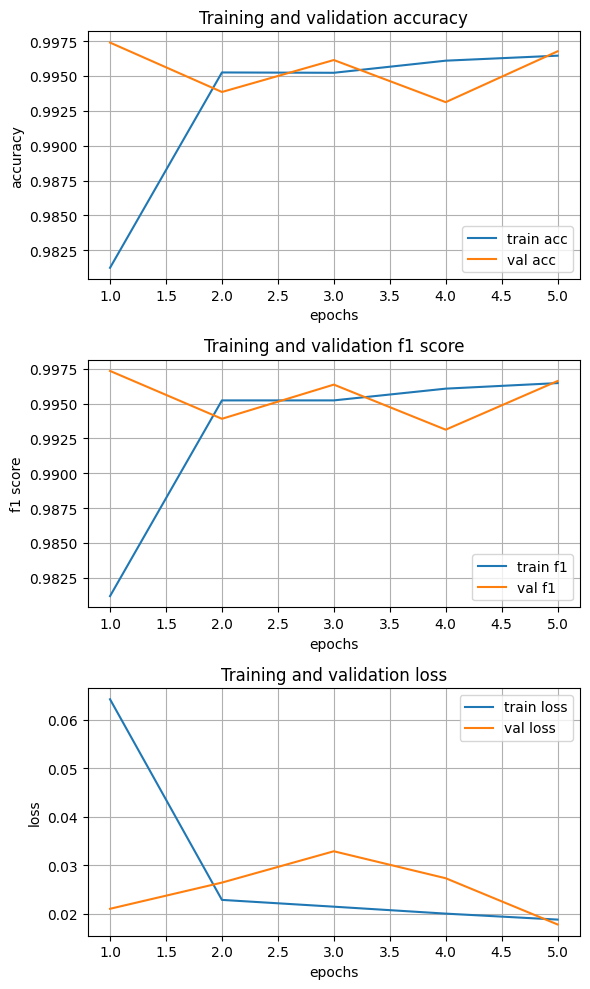 Training and validation accuracy
accuracy
0.9975
0.9950
0.9925
0.9900
0.9875
0.9850
0.9825
train acc
val acc
1.0 1.5 2.0 2.5 3.0 3.5 4.0 4.5 5.0
epochs
Training and validation f1 score
f1 score
0.9975
0.9950
0.9925
0.9900
0.9875
0.9850
0.9825
train f1
val f1
1.0 1.5 2.0 2.5 3.0 3.5 4.0 4.5 5.0
epochs
Training and validation loss
loss
train loss
val loss
0.06
0.05
0.04
0.03
0.02
1.0 1.5 2.0 2.5 3.0 3.5 4.0 4.5 5.0
epochs